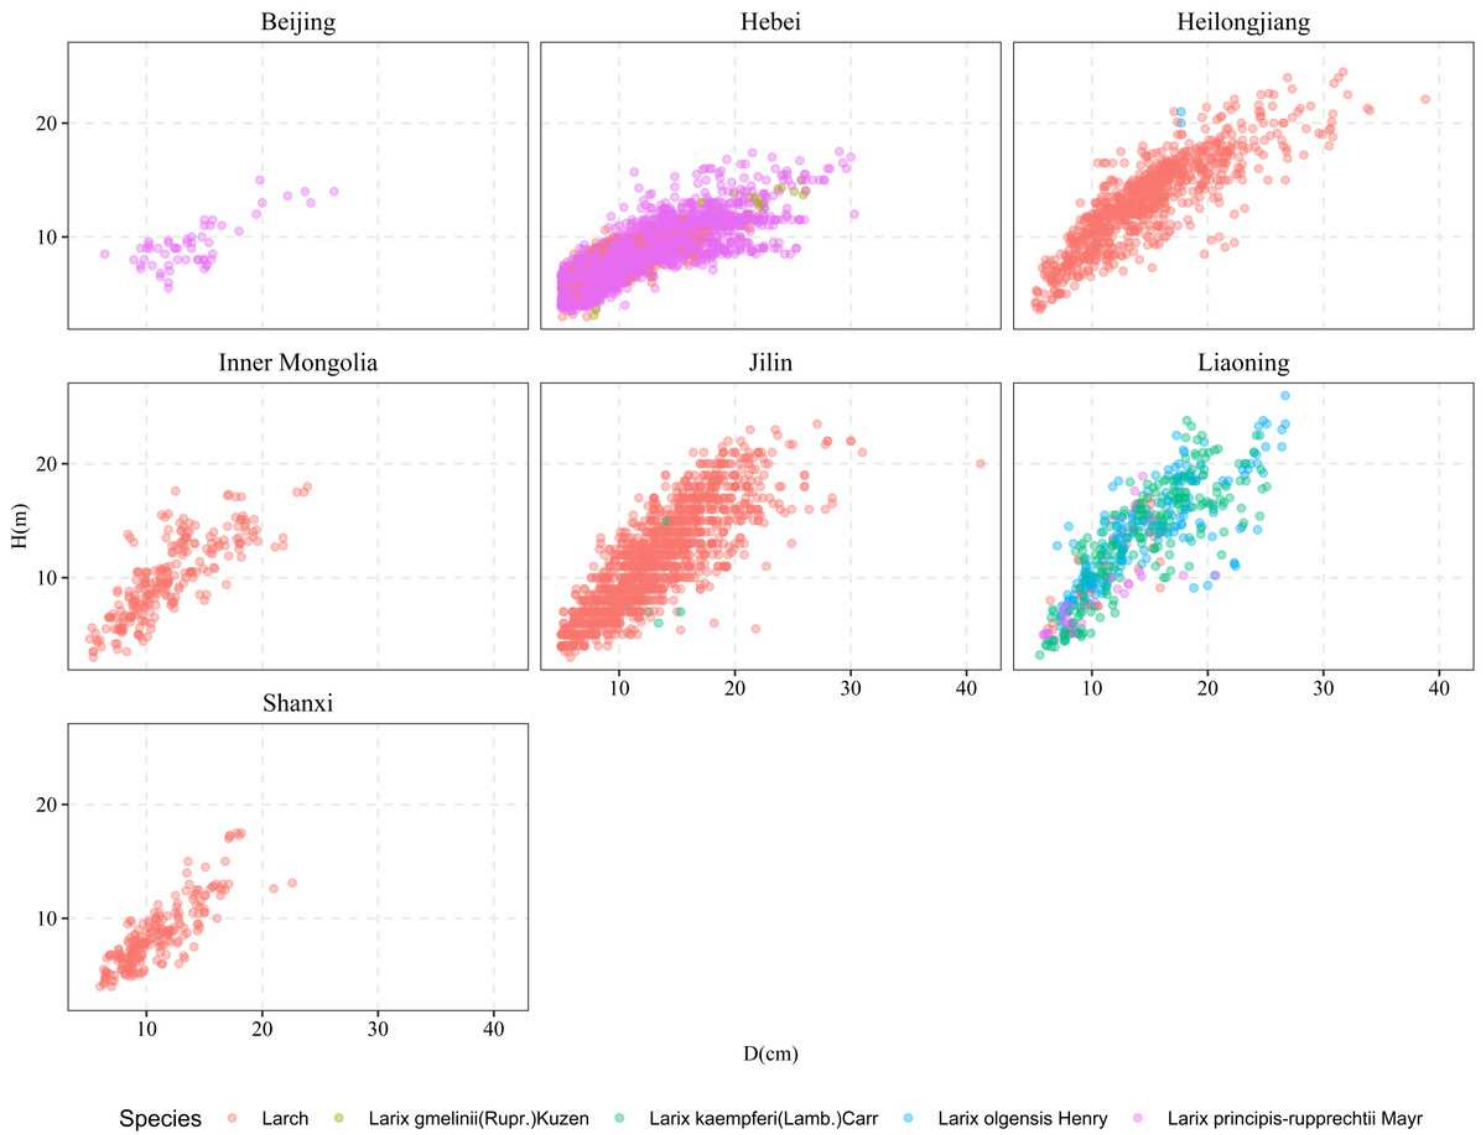 Beijing Hebei Heilongjiang
20
10
Inner Mongolia Jilin Liaoning
20
10
10 20 30 40 10 20 30 40
H(m)
Shanxi
20
10
10 20 30 40
D(cm)
Species Larch Larix gmelinii(Rupr.)Kuzen Larix kaempferi(Lamb.)Carr Larix olgensis Henry Larix principis-rupprechtii Mayr